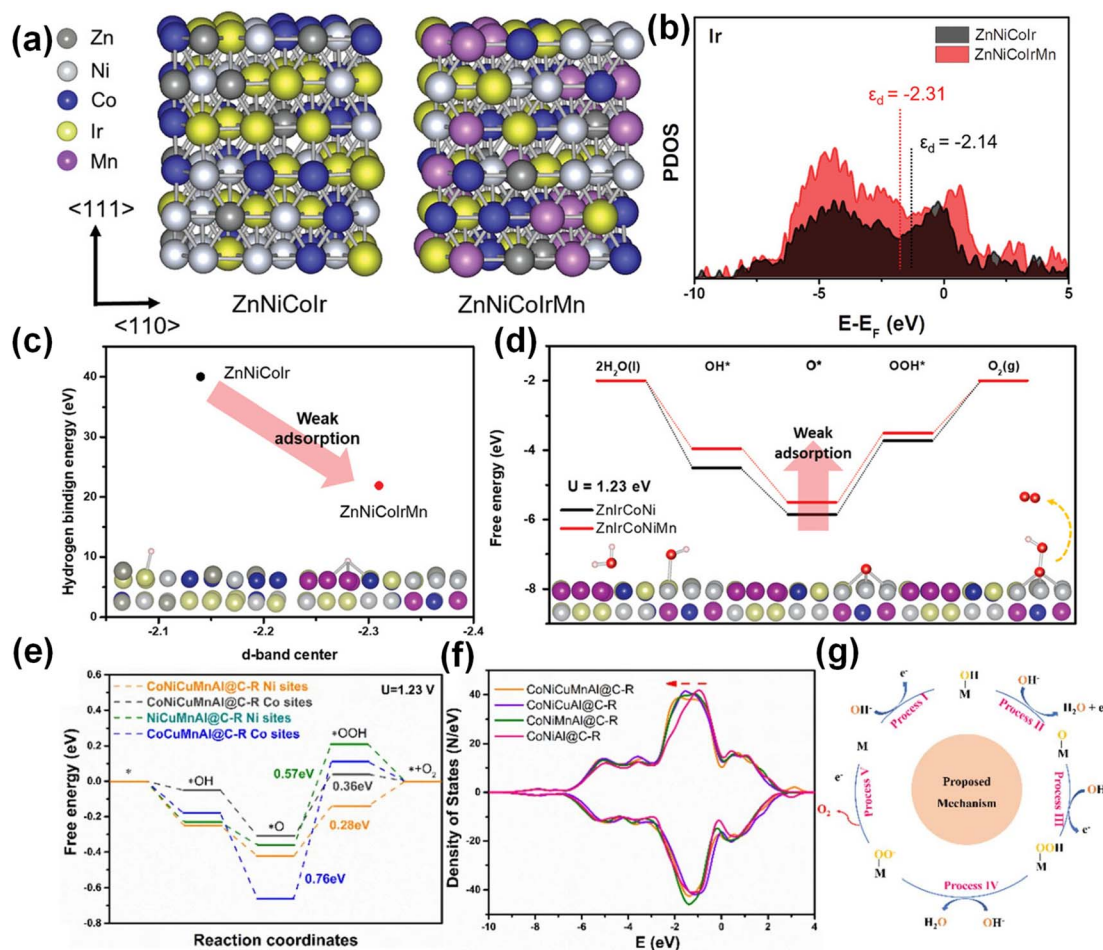 (a)
Zn
Ni
Co
Ir
Mn
<111>
<110>
ZnNiCoIr
ZnNiCoIrMn
(b)
Ir
ZnNiCoIr
ZnNiCoIrMn
εd = -2.31
εd = -2.14
PDOS
-10
-5
0
5
E-EF (eV)
(c)
Hydrogen bindign energy (eV)
40
30
20
10
0
ZnNiCoIr
Weak
adsorption
ZnNiCoIrMn
-2.1
-2.2
-2.3
-2.4
d-band center
(d)
2H2O(l)
OH*
O*
OOH*
O2(g)
Free energy (eV)
-2
-4
-6
-8
Weak
adsorption
U = 1.23 eV
ZnIrCoNi
ZnIrCoNiMn
(e)
CoNiCuMnAl@C-R Ni sites
CoNiCuMnAl@C-R Co sites
NiCuMnAl@C-R Ni sites
CoCuMnAl@C-R Co sites
U=1.23 V
Free energy (eV)
0.8
0.6
0.4
0.2
0.0
-0.2
-0.4
-0.6
-0.8
*
*OH
*O
*OOH
*+O2
0.57eV
0.36eV
0.28eV
0.76eV
Reaction coordinates
(f)
CoNiCuMnAl@C-R
CoNiCuAl@C-R
CoNiMnAl@C-R
CoNiAl@C-R
Density of States (N/eV)
60
40
20
0
-20
-40
-10
-8
-6
-4
-2
0
2
4
E (eV)
(g)
Proposed
Mechanism
Process I
Process II
Process III
Process IV
Process V
e-
OH-
OH
M
OH-
H2O + e-
O
M
OH-
e-
OOH
M
OH-
H2O
OO-
M
O2
e-
M